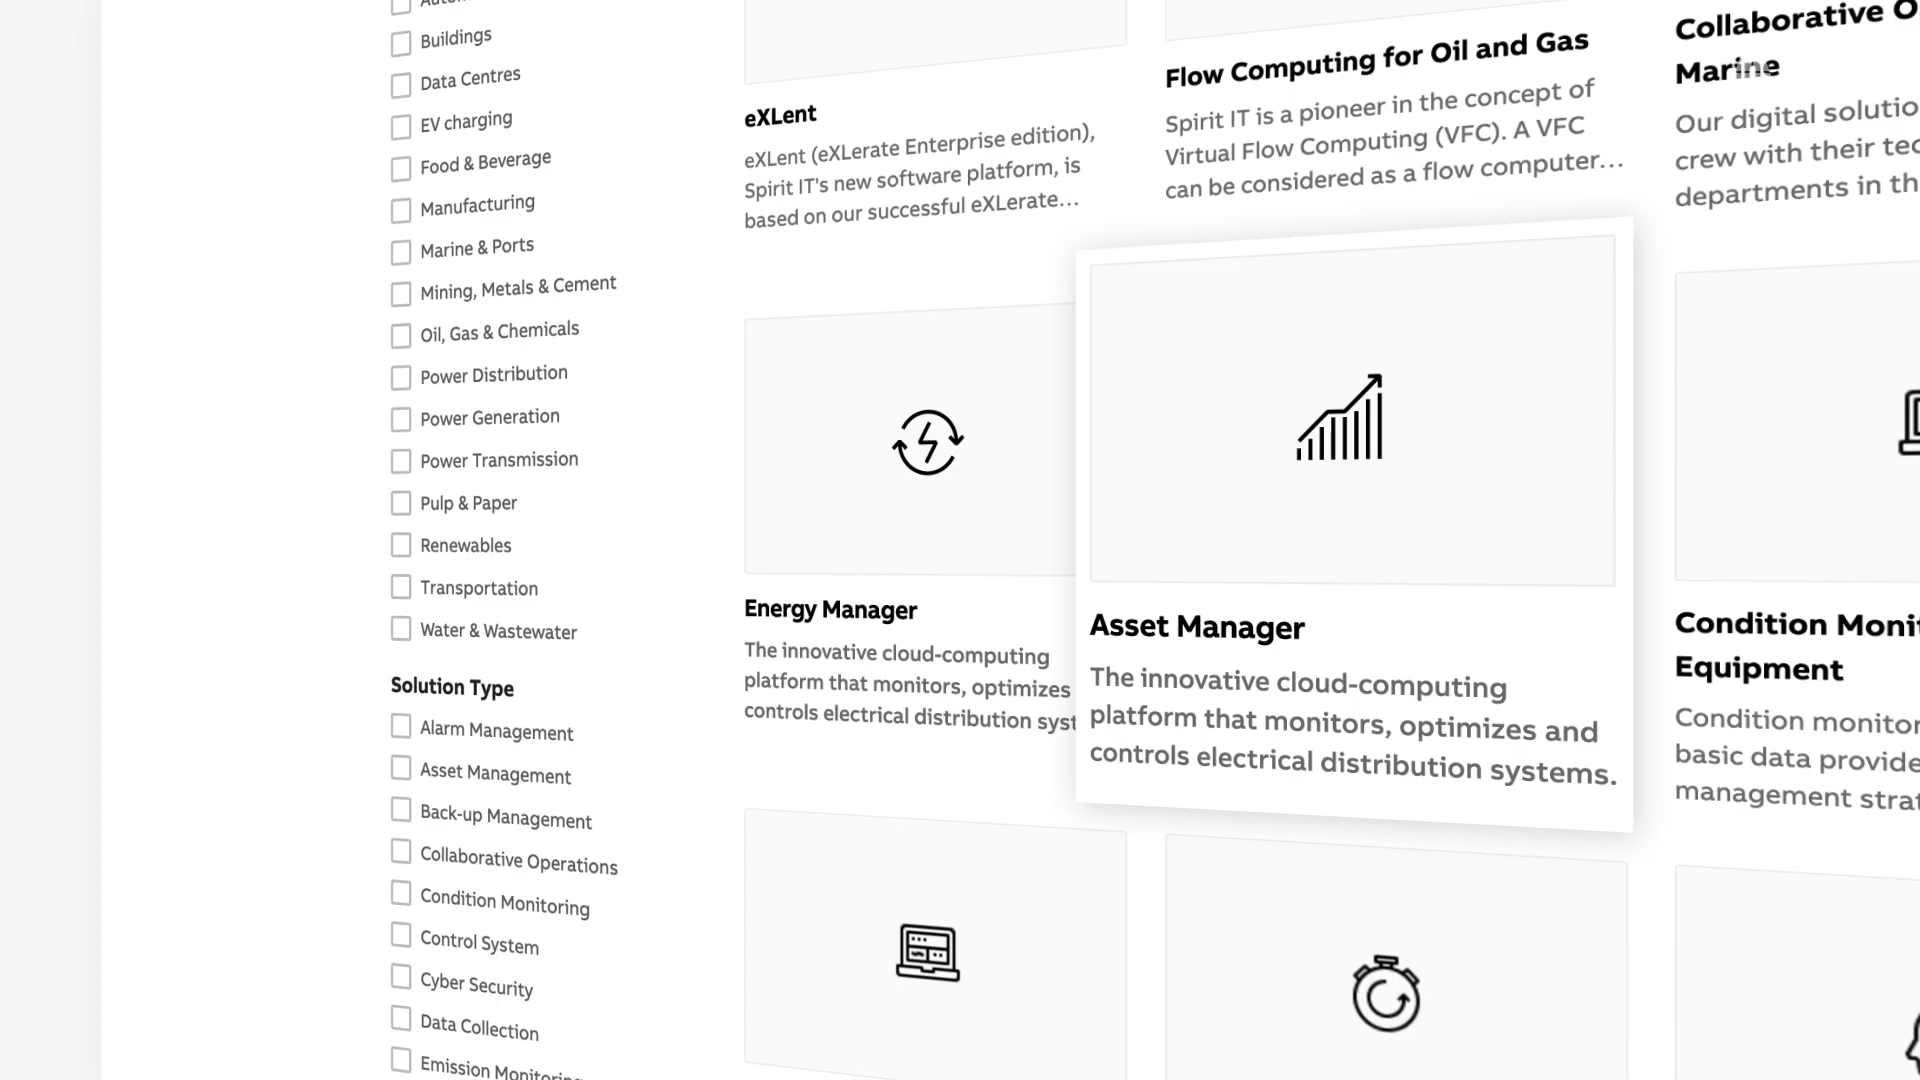 Buildings
Data Centres
EV charging
Food & Beverage
Manufacturing
Marine & Ports
Mining, Metals & Cement
Oil, Gas & Chemicals
Power Distribution
Power Generation
Power Transmission
Pulp & Paper
Renewables
Transportation
Water & Wastewater
Solution Type
Alarm Management
Asset Management
Back-up Management
Collaborative Operations
Condition Monitoring
Control System
Cyber Security
Data Collection
Emission
eXLent
eXLent (eXLerate Enterprise edition),
Spirit IT's new software platform, is
based on our successful eXLerate...
Flow Computing for Oil and Gas
Spirit IT is a pioneer in the concept of
Virtual Flow Computing (VFC). A VFC
can be considered as a flow computer...
Collaborative
Marine
Our digital
crew with their
departments in
Energy Manager
The innovative cloud-computing
platform that monitors, optimizes
controls electrical distribution
Asset Manager
The innovative cloud-computing
platform that monitors, optimizes and
controls electrical distribution systems.
Condition
Equipment
Condition
basic data
management